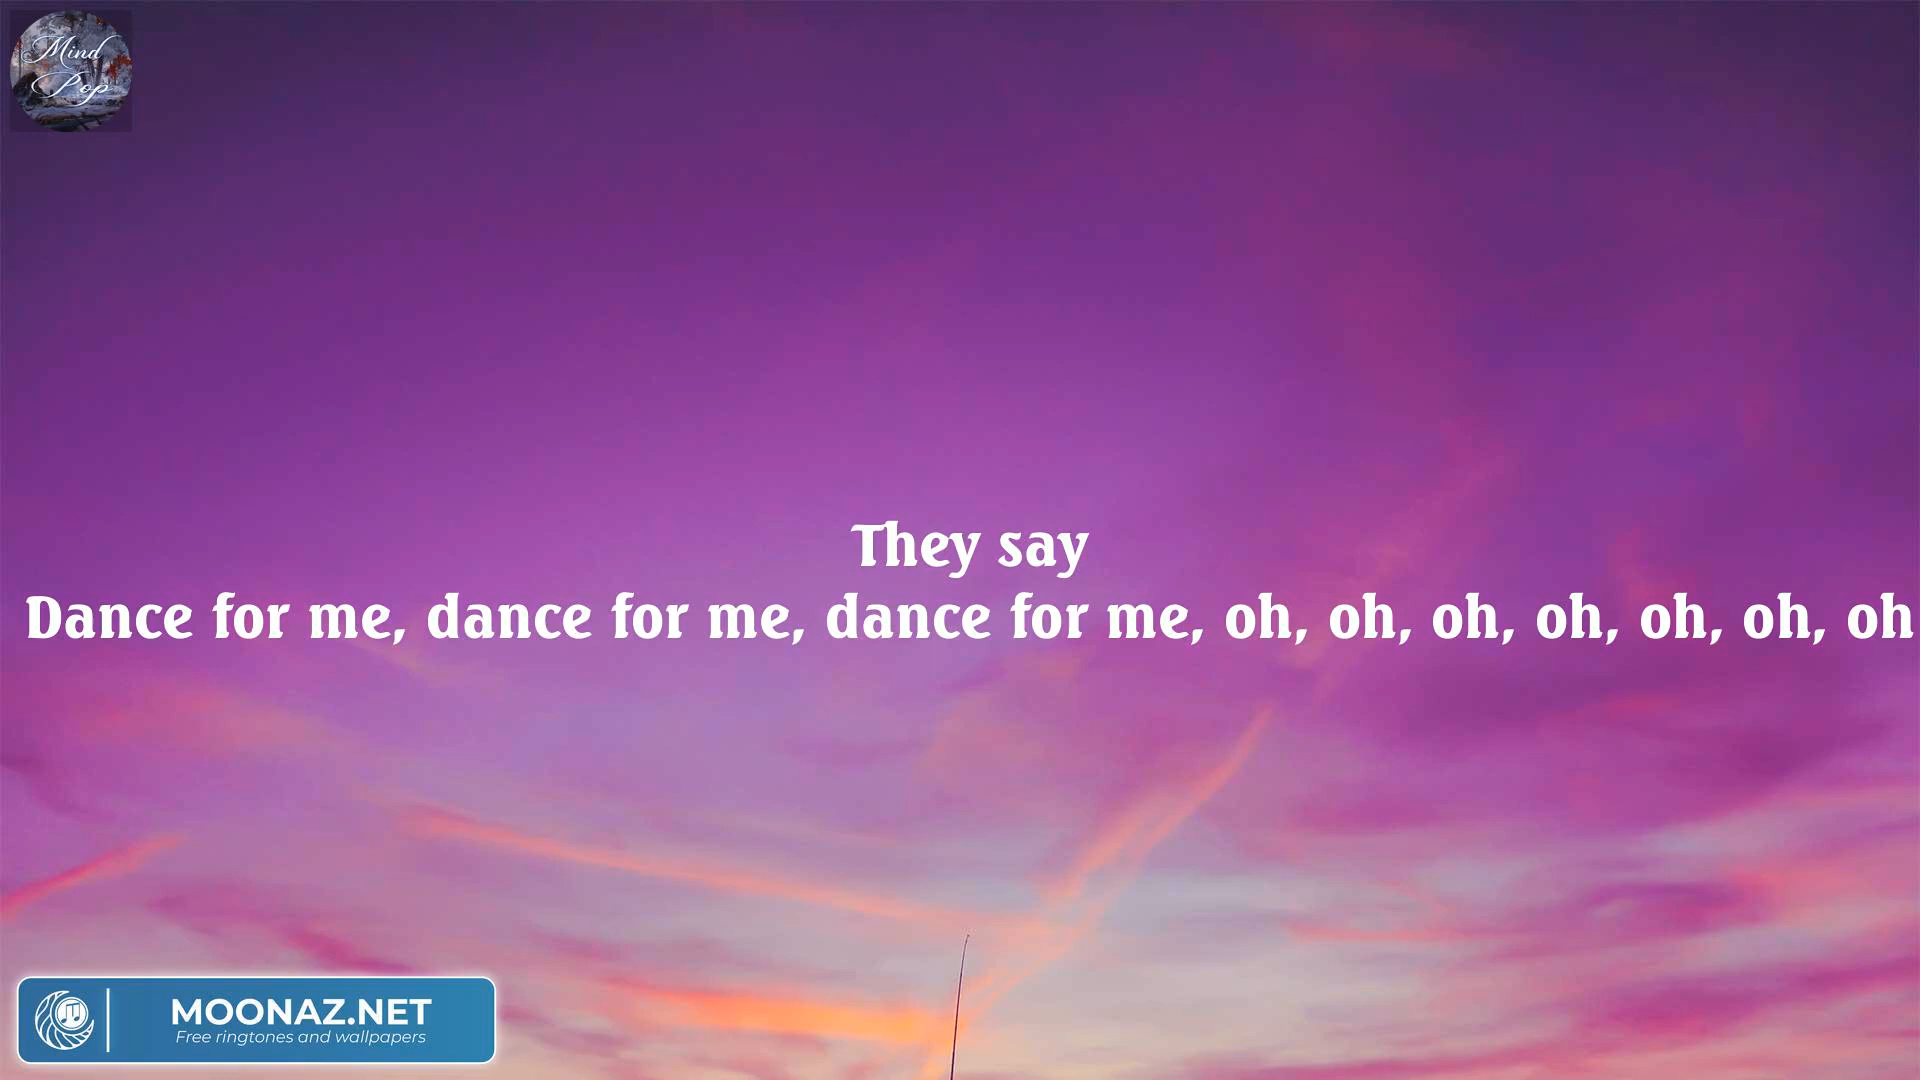 Mind
Pop
They say
Dance for me, dance for me, dance for me, oh, oh, oh, oh, oh, oh, oh
MOONAZ.NET
Free ringtones and wallpapers